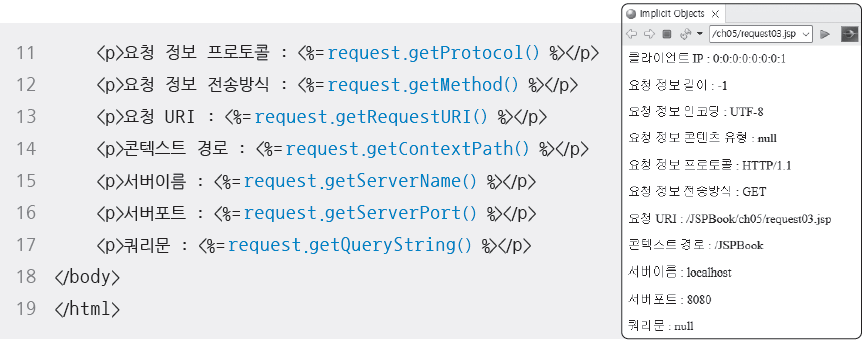 11 <p>요청 정보 프로토콜 : <%= request.getProtocol() %></p>
12 <p>요청 정보 전송방식 : <%= request.getMethod() %></p>
13 <p>요청 URI : <%= request.getRequestURI() %></p>
14 <p>콘텍스트 경로 : <%= request.getContextPath() %></p>
15 <p>서버이름 : <%= request.getServerName() %></p>
16 <p>서버포트 : <%= request.getServerPort() %></p>
17 <p>쿼리문 : <%= request.getQueryString() %></p>
18 </body>
19 </html>
Implicit Objects
/ch05/request03.jsp
클라이언트 IP : 0:0:0:0:0:0:0:1
요청 정보 길이 : -1
요청 정보 인코딩 : UTF-8
요청 정보 콘텐츠 유형 : null
요청 정보 프로토콜 : HTTP/1.1
요청 정보 전송방식 : GET
요청 URI : /JSPBook/ch05/request03.jsp
콘텍스트 경로 : /JSPBook
서버이름 : localhost
서버포트 : 8080
쿼리문 : null